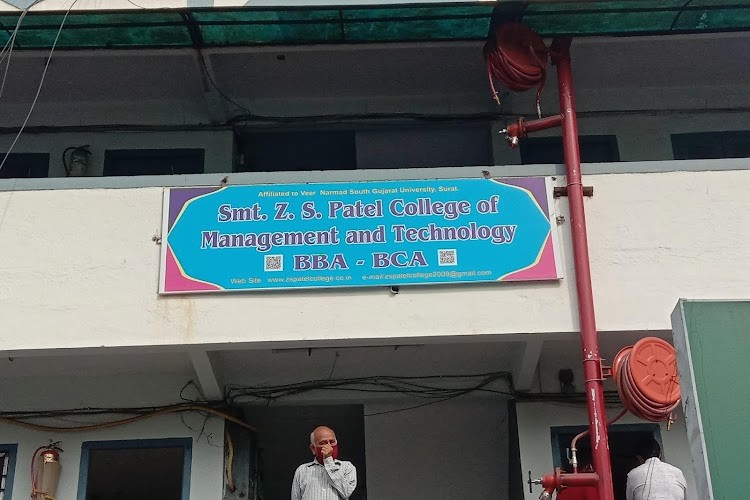 Affiliated to Veer Narmad South Gujarat University, Surat.
Smt. Z. S. Patel College of
Management and Technology
BBA - BCA
Web Site www.zspatelcollege.co.in e-mail:zspatelcollege2009@gmail.com